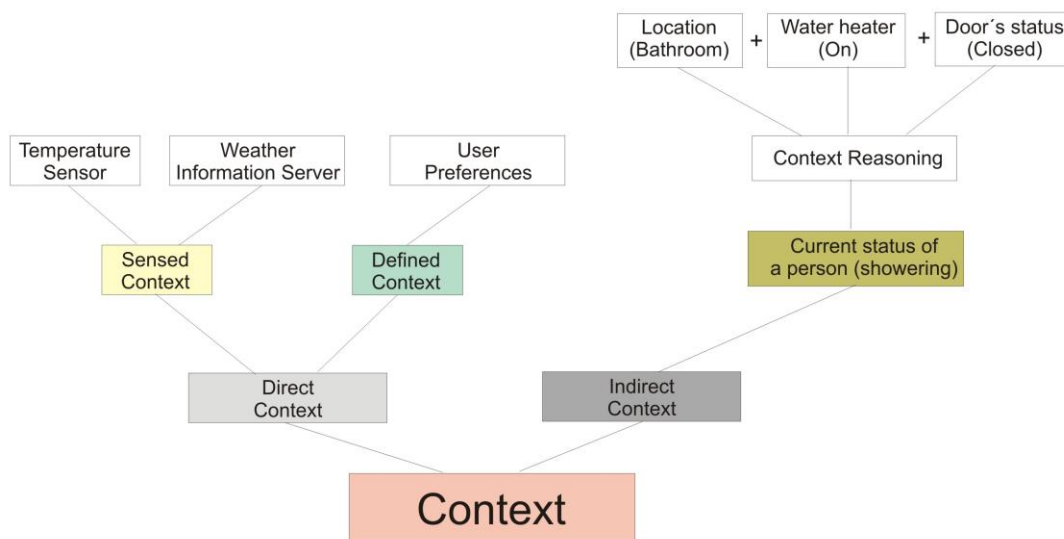 Location
(Bathroom)
+
Water heater
(On)
+
Door´s status
(Closed)
Temperature
Sensor
Weather
Information Server
User
Preferences
Context Reasoning
Sensed
Context
Defined
Context
Current status of
a person (showering)
Direct
Context
Indirect
Context
Context